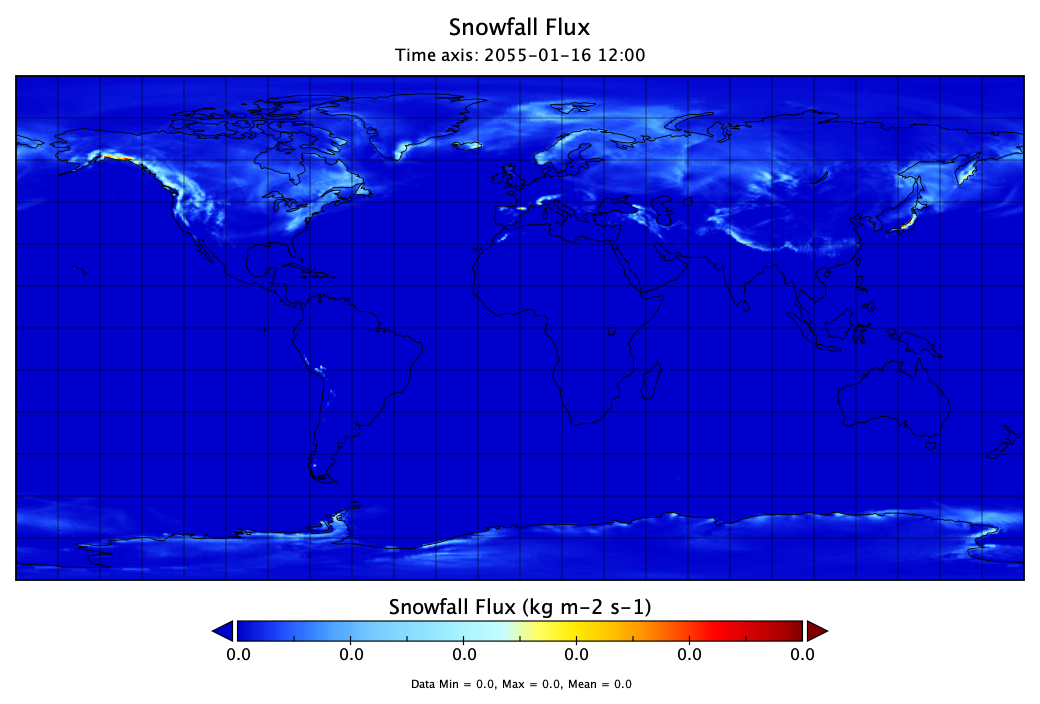 Snowfall Flux
Time axis: 2055-01-16 12:00
Snowfall Flux (kg m-2 s-1)
0.0 0.0 0.0 0.0 0.0 0.0
Data Min = 0.0, Max = 0.0, Mean = 0.0